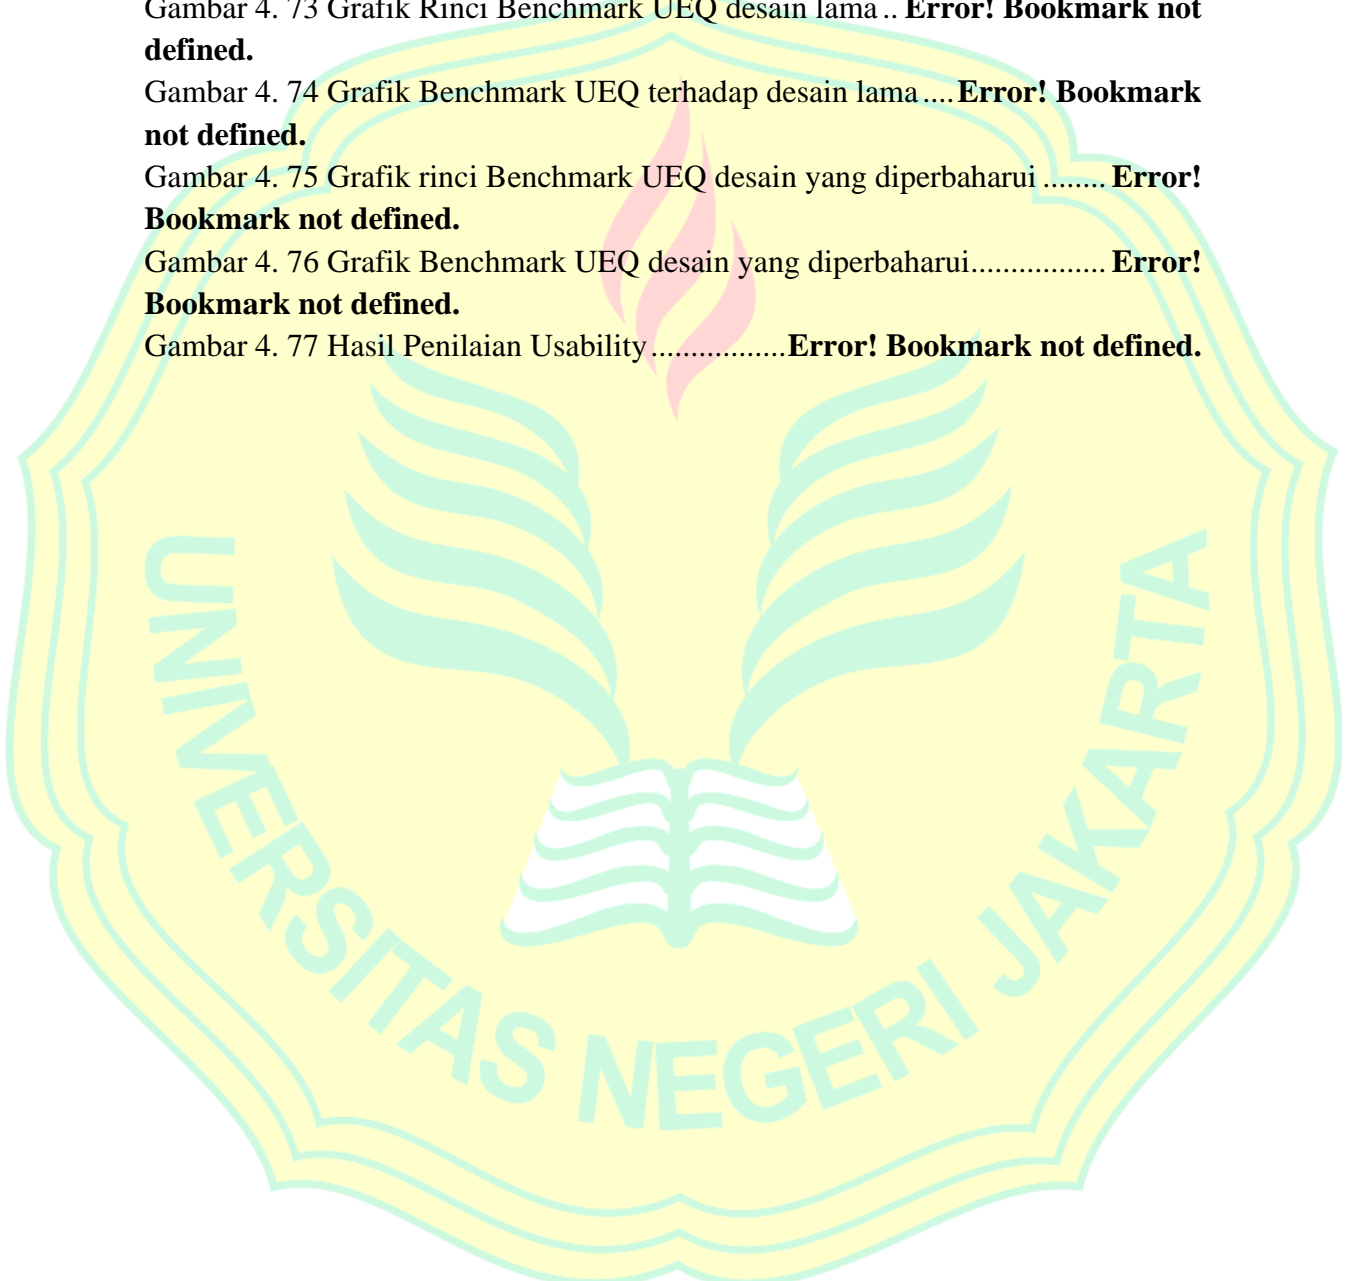 Gambar 4. 73 Grafik Rinci Benchmark UEQ desain lama .. Error! Bookmark not
defined.
Gambar 4. 74 Grafik Benchmark UEQ terhadap desain lama .... Error! Bookmark
not defined.
Gambar 4. 75 Grafik rinci Benchmark UEQ desain yang diperbaharui ........ Error!
Bookmark not defined.
Gambar 4. 76 Grafik Benchmark UEQ desain yang diperbaharui................. Error!
Bookmark not defined.
Gambar 4. 77 Hasil Penilaian Usability ................. Error! Bookmark not defined.
UNIVERSITAS NEGERI JAKARTA